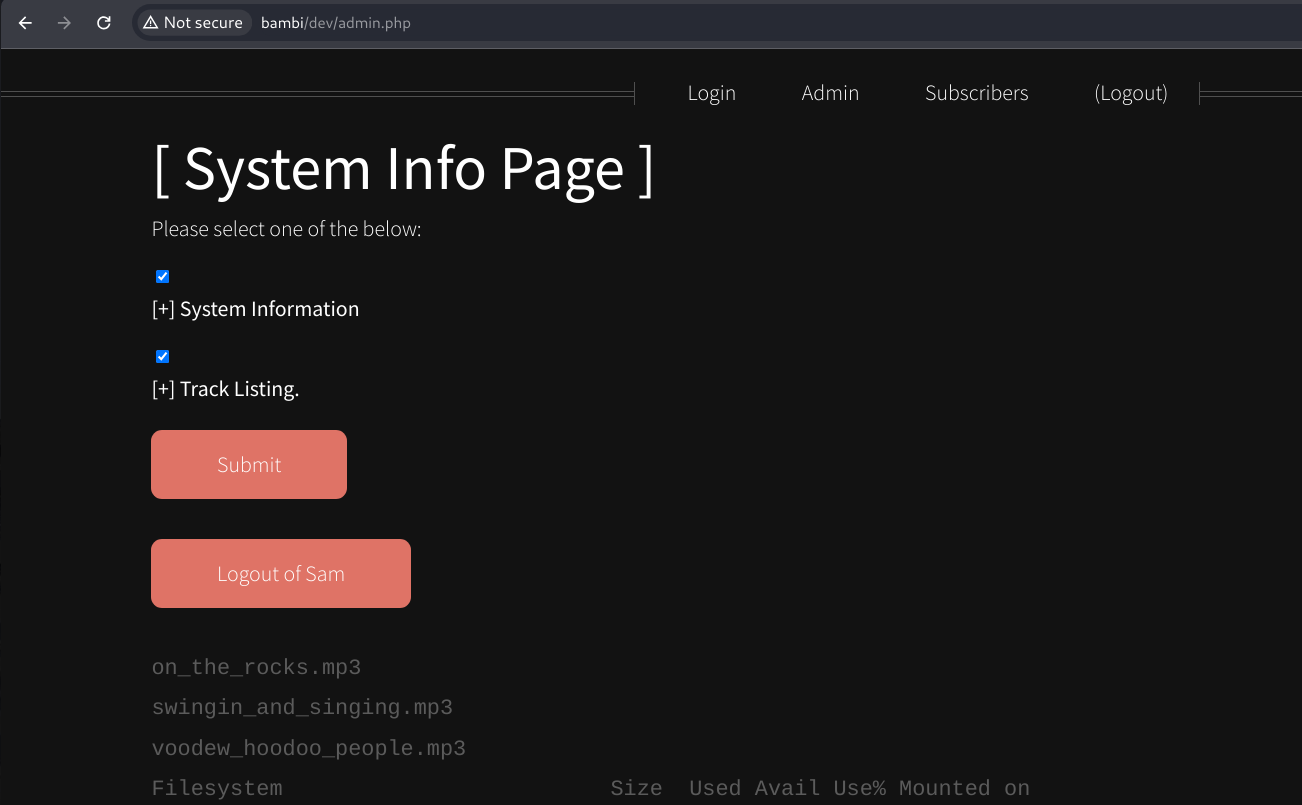 Not secure bambi/dev/admin.php
Login Admin Subscribers (Logout)
[ System Info Page ]
Please select one of the below:
[+] System Information
[+] Track Listing.
Submit
Logout of Sam
on_the_rocks.mp3
swingin_and_singing.mp3
voodew_hoodoo_people.mp3
Filesystem Size Used Avail Use% Mounted on